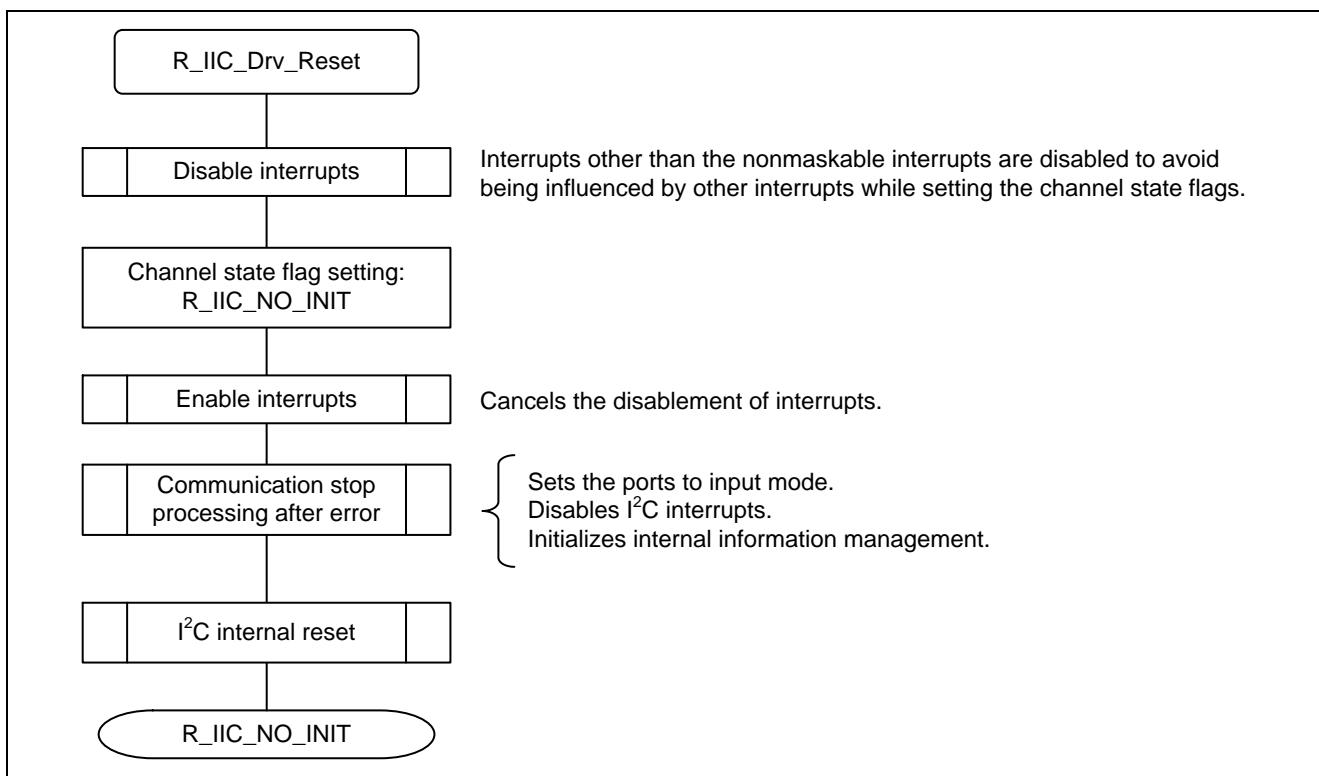 R_IIC_Drv_Reset
Disable interrupts
Interrupts other than the nonmaskable interrupts are disabled to avoid
being influenced by other interrupts while setting the channel state flags.
Channel state flag setting:
R_IIC_NO_INIT
Enable interrupts
Cancels the disablement of interrupts.
Communication stop
processing after error
Sets the ports to input mode.
Disables I²C interrupts.
Initializes internal information management.
I²C internal reset
R_IIC_NO_INIT